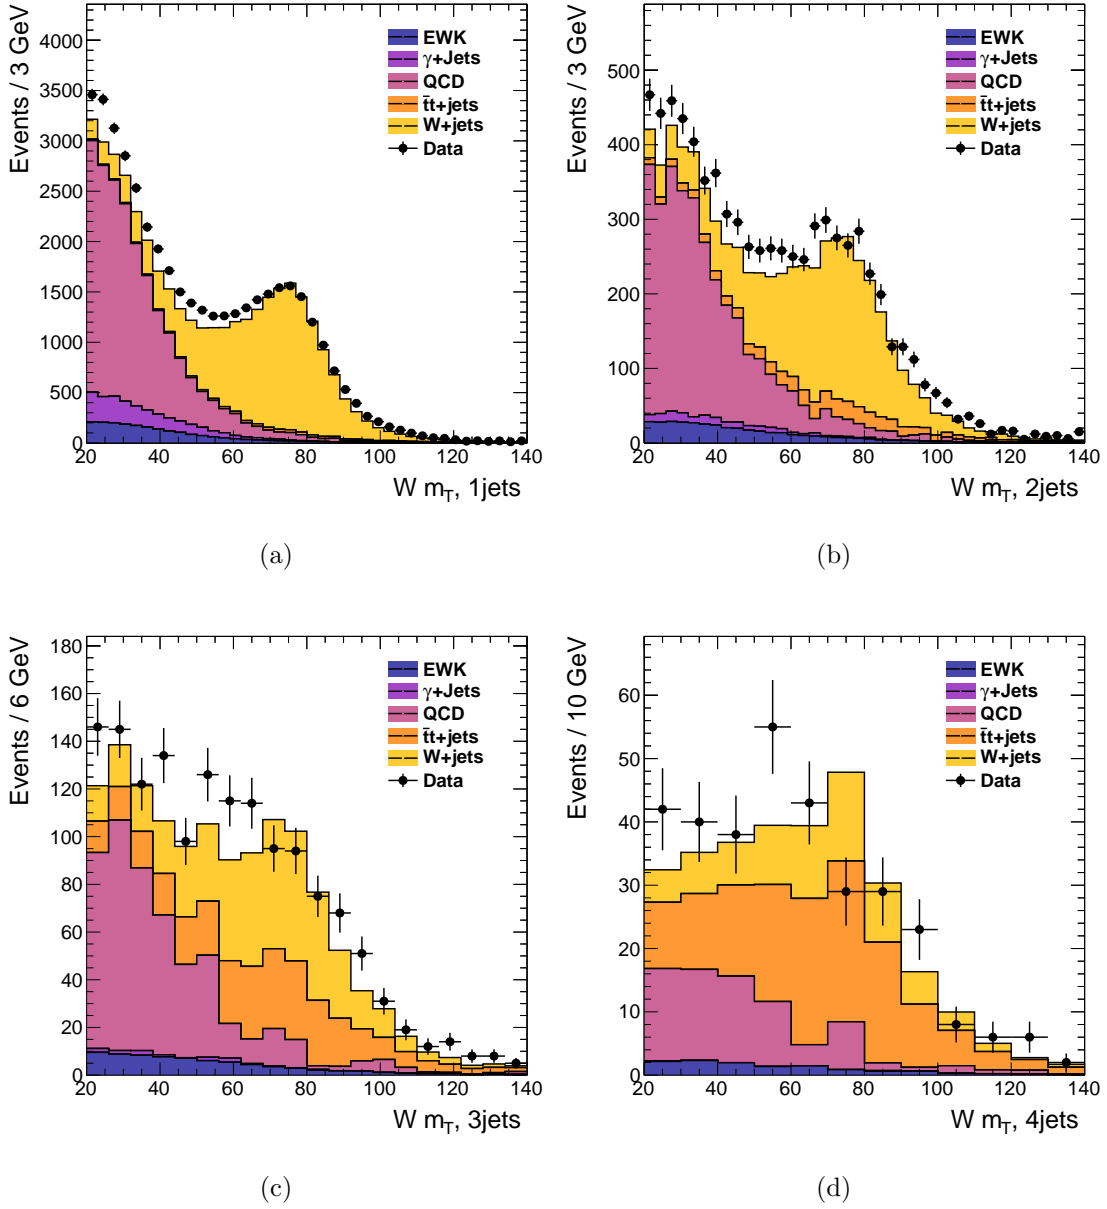 Events / 3 GeV
4000
3500
3000
2500
2000
1500
1000
500
0
20 40 60 80 100 120 140
W m_T, 1jets
EWK
γ+Jets
QCD
t̄t+jets
W+jets
Data
(a)
Events / 3 GeV
500
400
300
200
100
0
20 40 60 80 100 120 140
W m_T, 2jets
EWK
γ+Jets
QCD
t̄t+jets
W+jets
Data
(b)
Events / 6 GeV
180
160
140
120
100
80
60
40
20
0
20 40 60 80 100 120 140
W m_T, 3jets
EWK
γ+Jets
QCD
t̄t+jets
W+jets
Data
(c)
Events / 10 GeV
60
50
40
30
20
10
0
20 40 60 80 100 120 140
W m_T, 4jets
EWK
γ+Jets
QCD
t̄t+jets
W+jets
Data
(d)